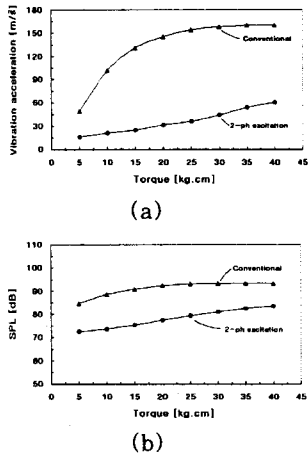 Vibration acceleration [m/s²]
180
150
120
90
60
30
0
Conventional
2-ph excitation
0 5 10 15 20 25 30 35 40 45
Torque [kg.cm]
(a)
SPL [dB]
110
100
90
80
70
60
50
Conventional
2-ph excitation
0 5 10 15 20 25 30 35 40 45
Torque [kg.cm]
(b)